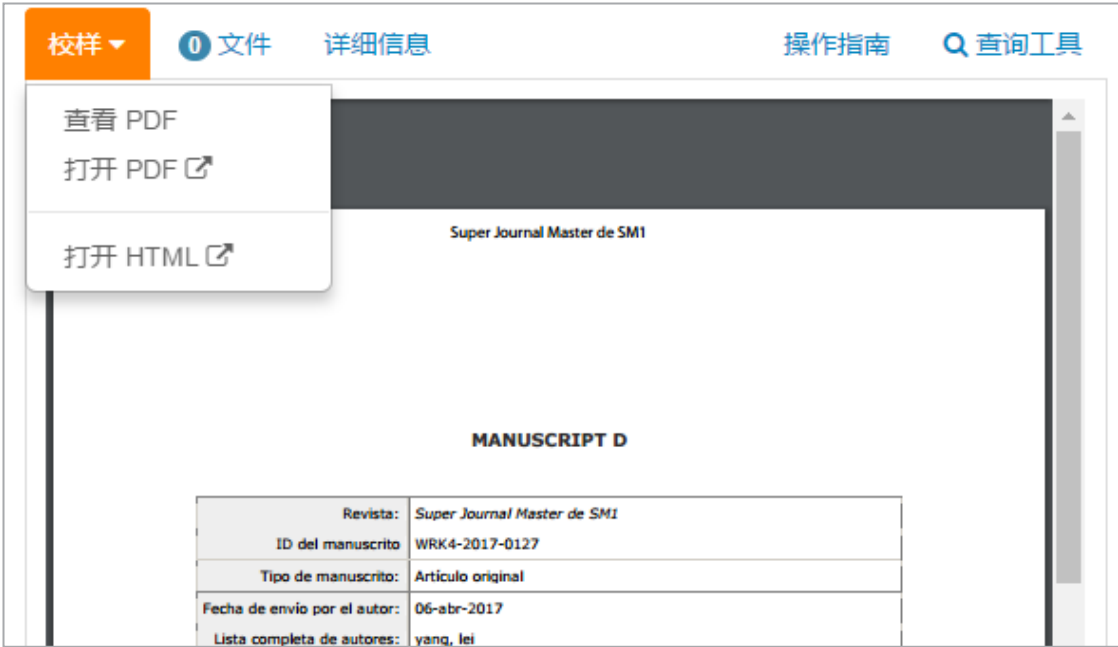 校样 0 文件 详细信息 操作指南 查询工具
查看 PDF
打开 PDF
打开 HTML
Super Journal Master de SM1
MANUSCRIPT D
Revista: Super Journal Master de SM1
ID del manuscrito WRK4-2017-0127
Tipo de manuscrito: Artículo original
Fecha de envío por el autor: 06-abr-2017
Lista completa de autores: yang, lei